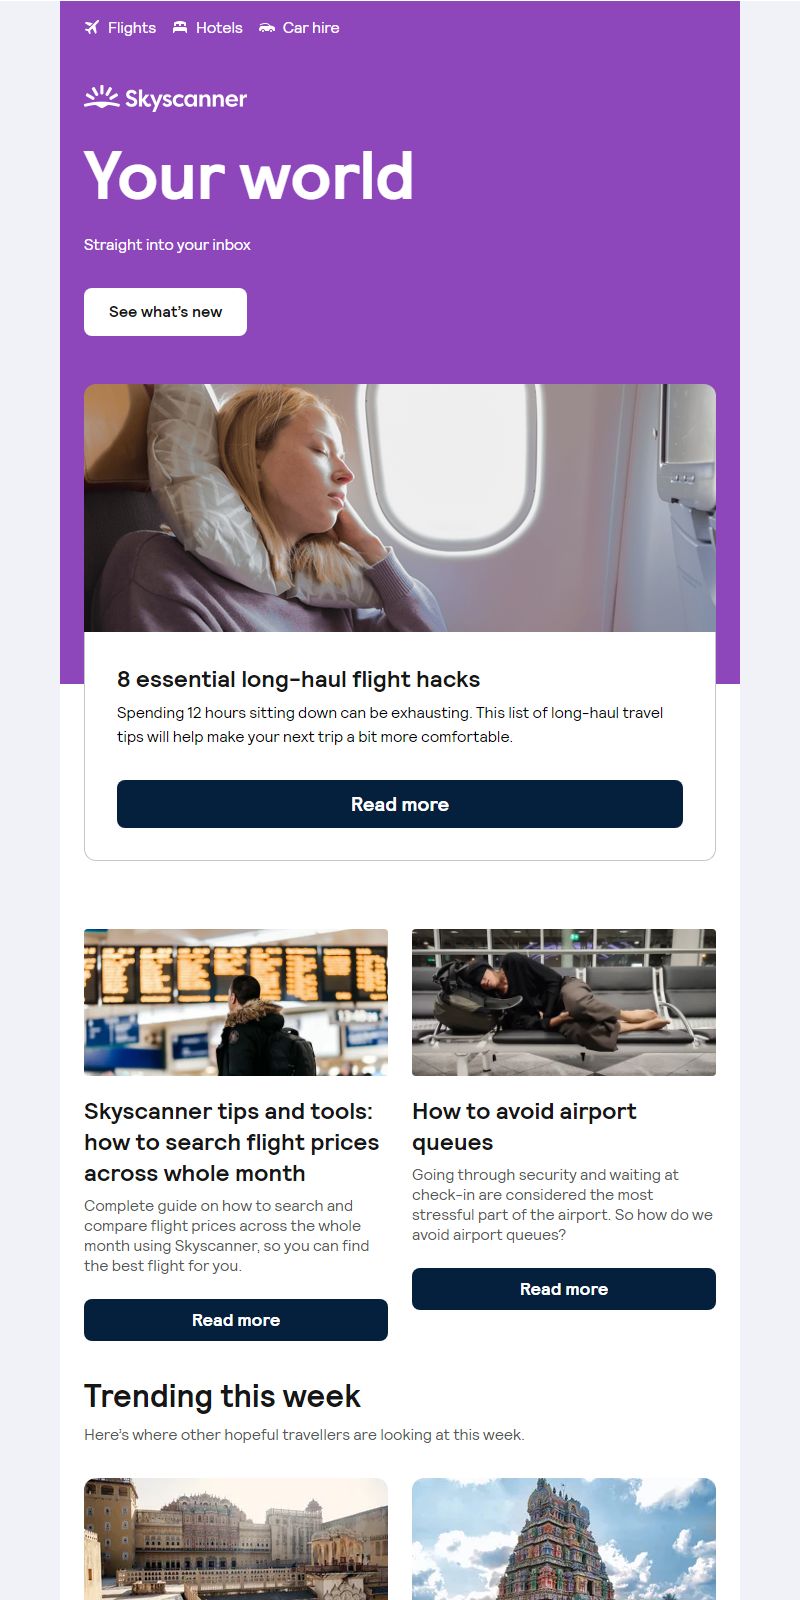 Flights Hotels Car hire
Skyscanner
Your world
Straight into your inbox
See what's new
8 essential long-haul flight hacks
Spending 12 hours sitting down can be exhausting. This list of long-haul travel
tips will help make your next trip a bit more comfortable.
Read more
Skyscanner tips and tools:
how to search flight prices
across whole month
Complete guide on how to search and
compare flight prices across the whole
month using Skyscanner, so you can find
the best flight for you.
Read more
How to avoid airport
queues
Going through security and waiting at
check-in are considered the most
stressful part of the airport. So how do we
avoid airport queues?
Read more
Trending this week
Here's where other hopeful travellers are looking at this week.